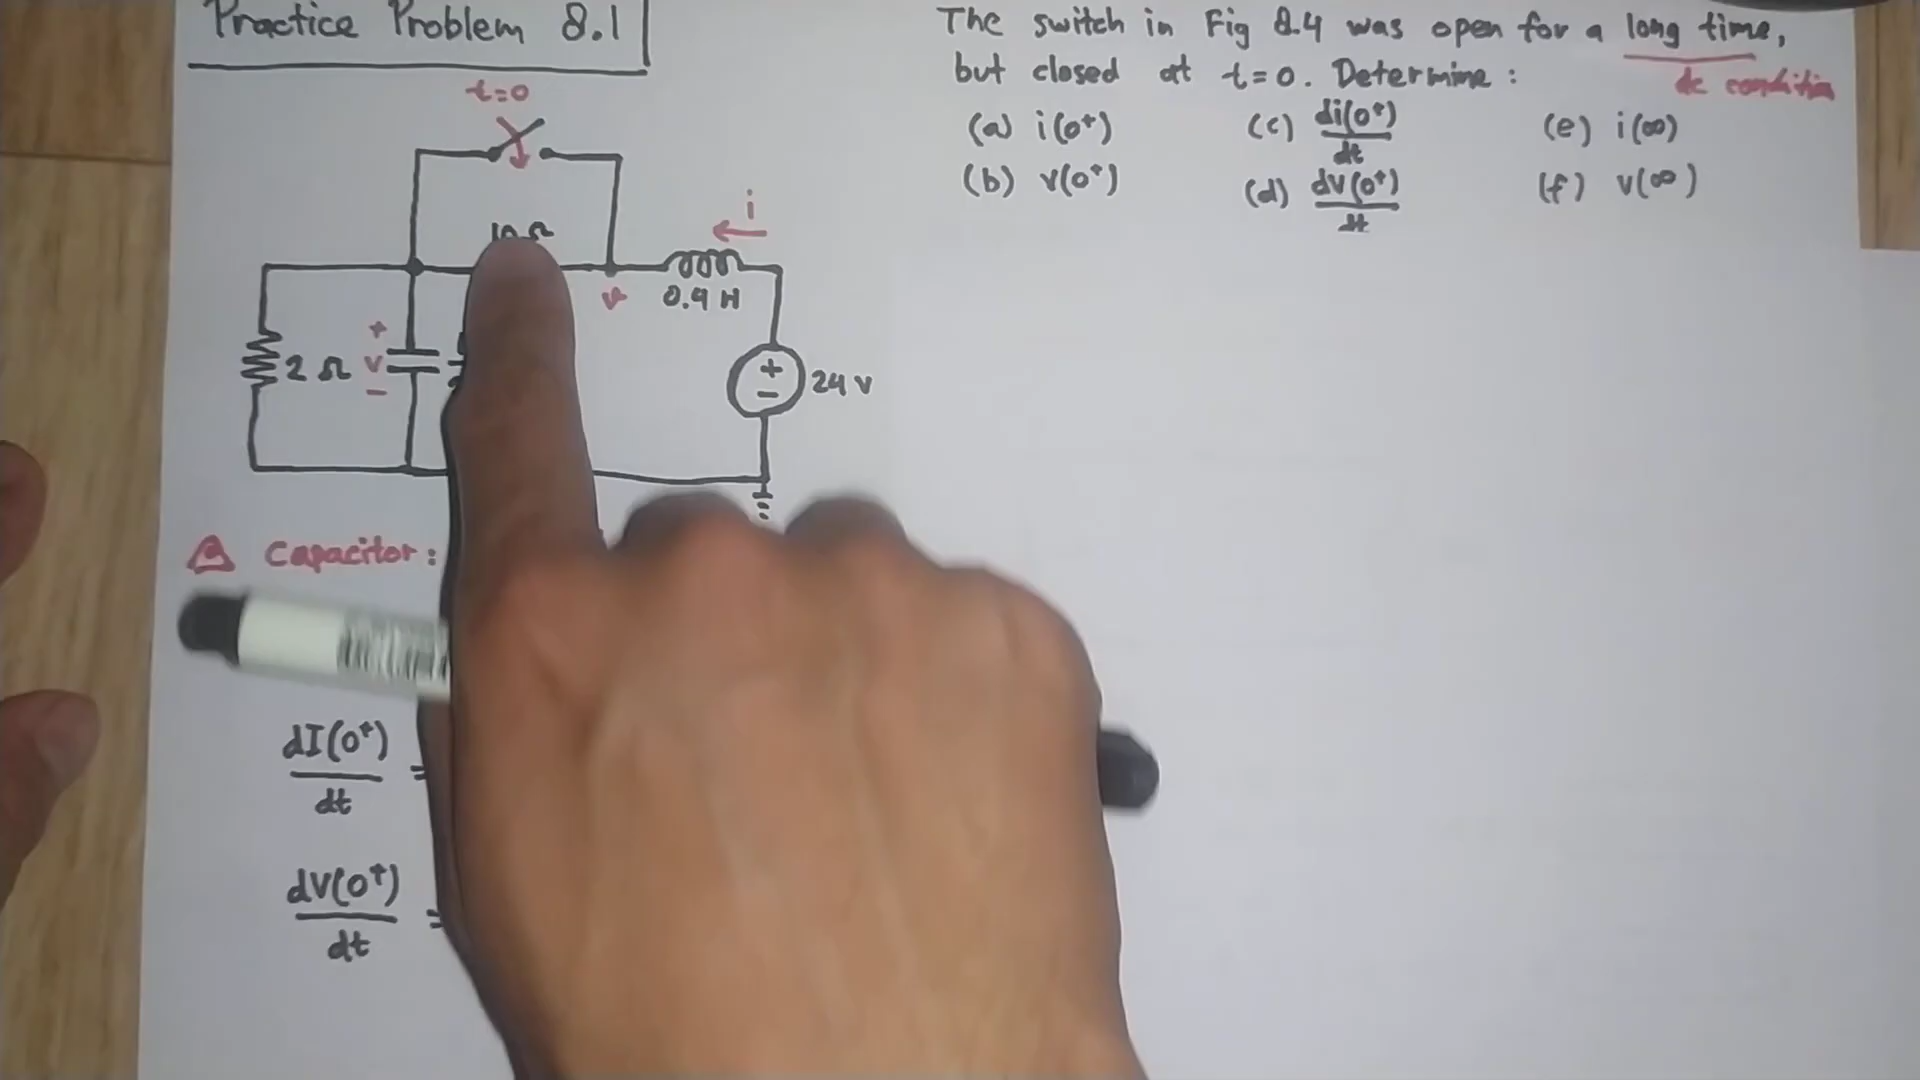 Practice Problem 8.1
The switch in Fig 8.4 was open for a long time,
but closed at t=0. Determine:
dc condition
(a) i(0⁺) (c) di(0⁺)/dt (e) i(∞)
(b) v(0⁺) (d) dv(0⁺)/dt (f) v(∞)
t=0
10 Ω
i
v
0.4 H
2 Ω
+
v
-
+
-
24 V
Capacitor:
dI(0⁺)/dt =
dV(0⁺)/dt =